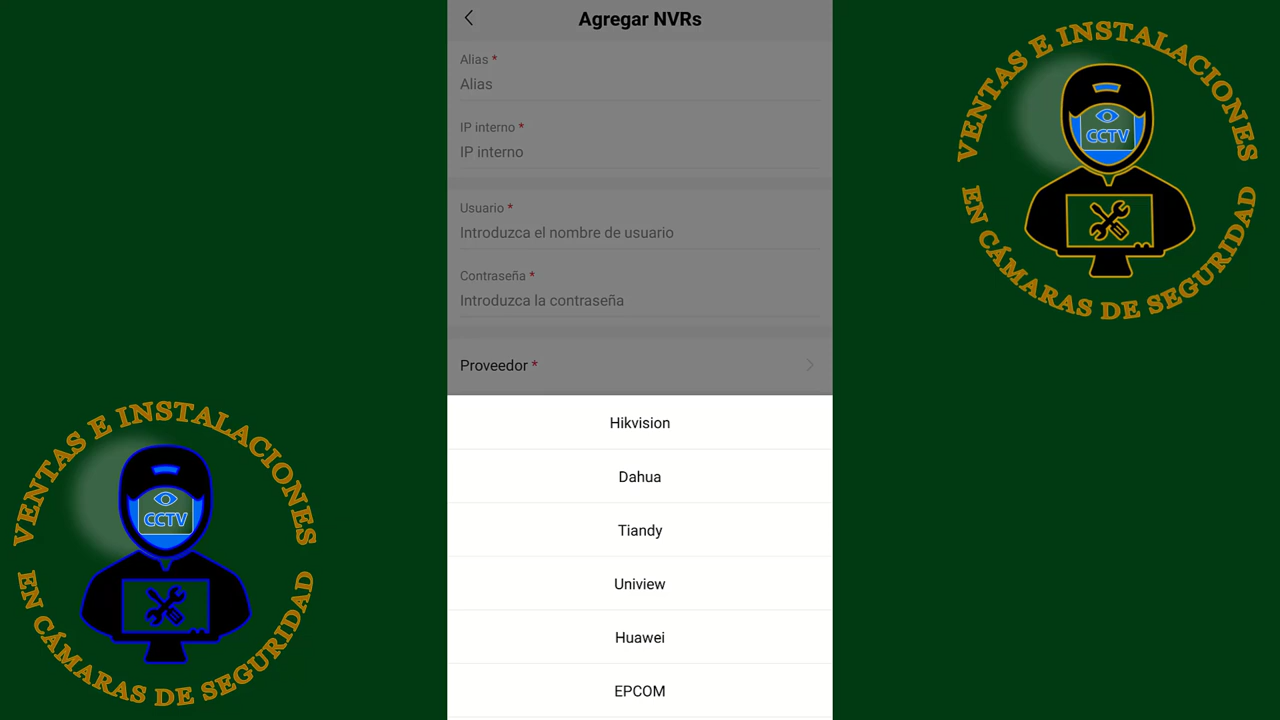 Agregar NVRs
Alias *
Alias
IP interno *
IP interno
Usuario *
Introduzca el nombre de usuario
Contraseña *
Introduzca la contraseña
Proveedor *
Hikvision
Dahua
Tiandy
Uniview
Huawei
EPCOM
VENTAS E INSTALACIONES
CCTV
EN CÁMARAS DE SEGURIDAD
VENTAS E INSTALACIONES
CCTV
EN CÁMARAS DE SEGURIDAD